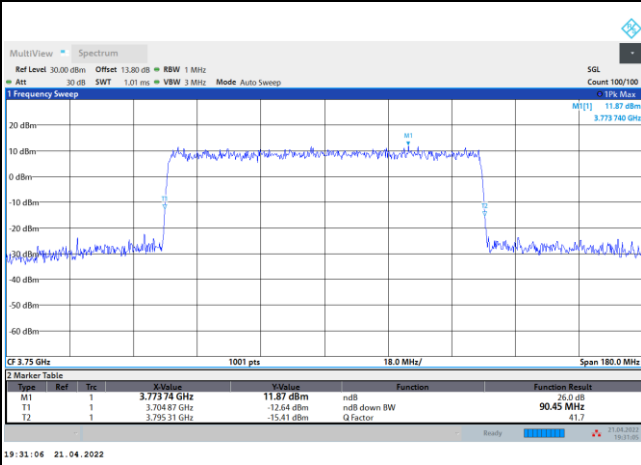 MultiView Spectrum
Ref Level 30.00 dBm Offset 13.80 dB RBW 1 MHz SGL
Att 30 dB SWT 1.01 ms VBW 3 MHz Mode Auto Sweep Count 100/100
1 Frequency Sweep 1Pk Max
M1[1] 11.87 dBm
3.773 740 GHz
20 dBm
M1
10 dBm
0 dBm
T1
-10 dBm
T2
-20 dBm
-30 dBm
-40 dBm
-50 dBm
-60 dBm
CF 3.75 GHz 1001 pts 18.0 MHz/ Span 180.0 MHz
2 Marker Table
Type Ref Trc X-Value Y-Value Function Function Result
M1 1 3.773 74 GHz 11.87 dBm ndB 26.0 dB
T1 1 3.704 87 GHz -12.64 dBm ndB down BW 90.45 MHz
T2 1 3.795 31 GHz -15.41 dBm Q Factor 41.7
Ready 21.04.2022
19:31:05
19:31:06 21.04.2022